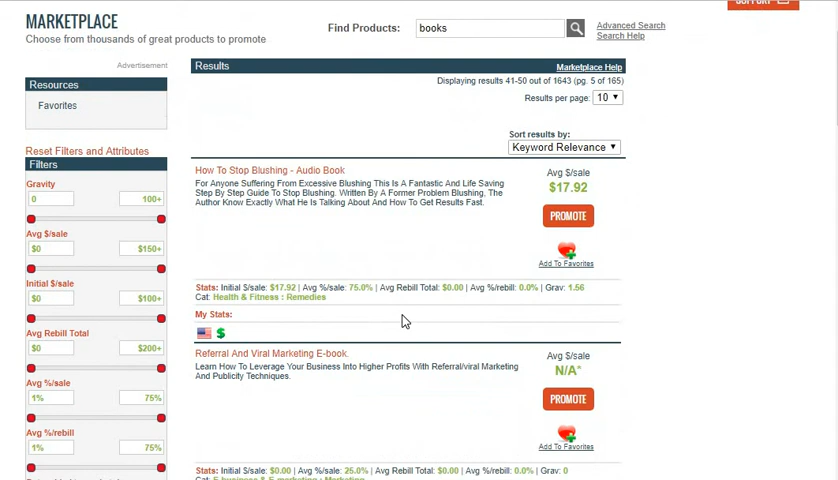 SUPPORT
MARKETPLACE
Choose from thousands of great products to promote
Find Products:
books
Advanced Search
Search Help
Advertisement
Resources
Favorites
Reset Filters and Attributes
Filters
Gravity
0 100+
Avg $/sale
$0 $150+
Initial $/sale
$0 $100+
Avg Rebill Total
$0 $200+
Avg %/sale
1% 75%
Avg %/rebill
1% 75%
Results
Marketplace Help
Displaying results 41-50 out of 1643 (pg. 5 of 165)
Results per page: 10
Sort results by:
Keyword Relevance
How To Stop Blushing - Audio Book
For Anyone Suffering From Excessive Blushing This Is A Fantastic And Life Saving
Step By Step Guide To Stop Blushing. Written By A Former Problem Blushing, The
Author Know Exactly What He Is Talking About And How To Get Results Fast.
Avg $/sale
$17.92
PROMOTE
Add To Favorites
Stats: Initial $/sale: $17.92 | Avg %/sale: 75.0% | Avg Rebill Total: $0.00 | Avg %/rebill: 0.0% | Grav: 1.56
Cat: Health & Fitness : Remedies
My Stats:
$
Referral And Viral Marketing E-book.
Learn How To Leverage Your Business Into Higher Profits With Referral/viral Marketing
And Publicity Techniques.
Avg $/sale
N/A*
PROMOTE
Add To Favorites
Stats: Initial $/sale: $0.00 | Avg %/sale: 25.0% | Avg Rebill Total: $0.00 | Avg %/rebill: 0.0% | Grav: 0
Cat: E-business & E-marketing : Marketing